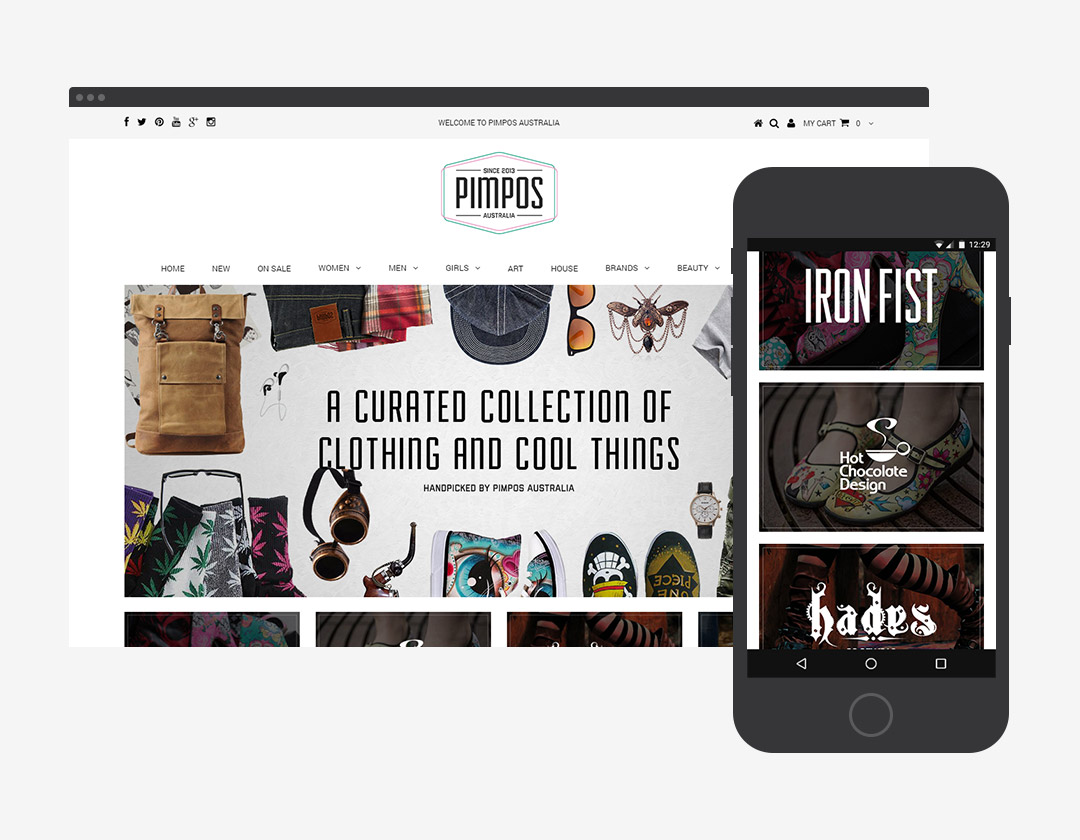 WELCOME TO PIMPOS AUSTRALIA
MY CART 0
SINCE 2013
PIMPOS
AUSTRALIA
HOME NEW ON SALE WOMEN MEN GIRLS ART HOUSE BRANDS BEAUTY
A CURATED COLLECTION OF
CLOTHING AND COOL THINGS
HANDPICKED BY PIMPOS AUSTRALIA
ONE
PIECE
12:29
IRON FIST
Hot
Chocolate
Design
hades